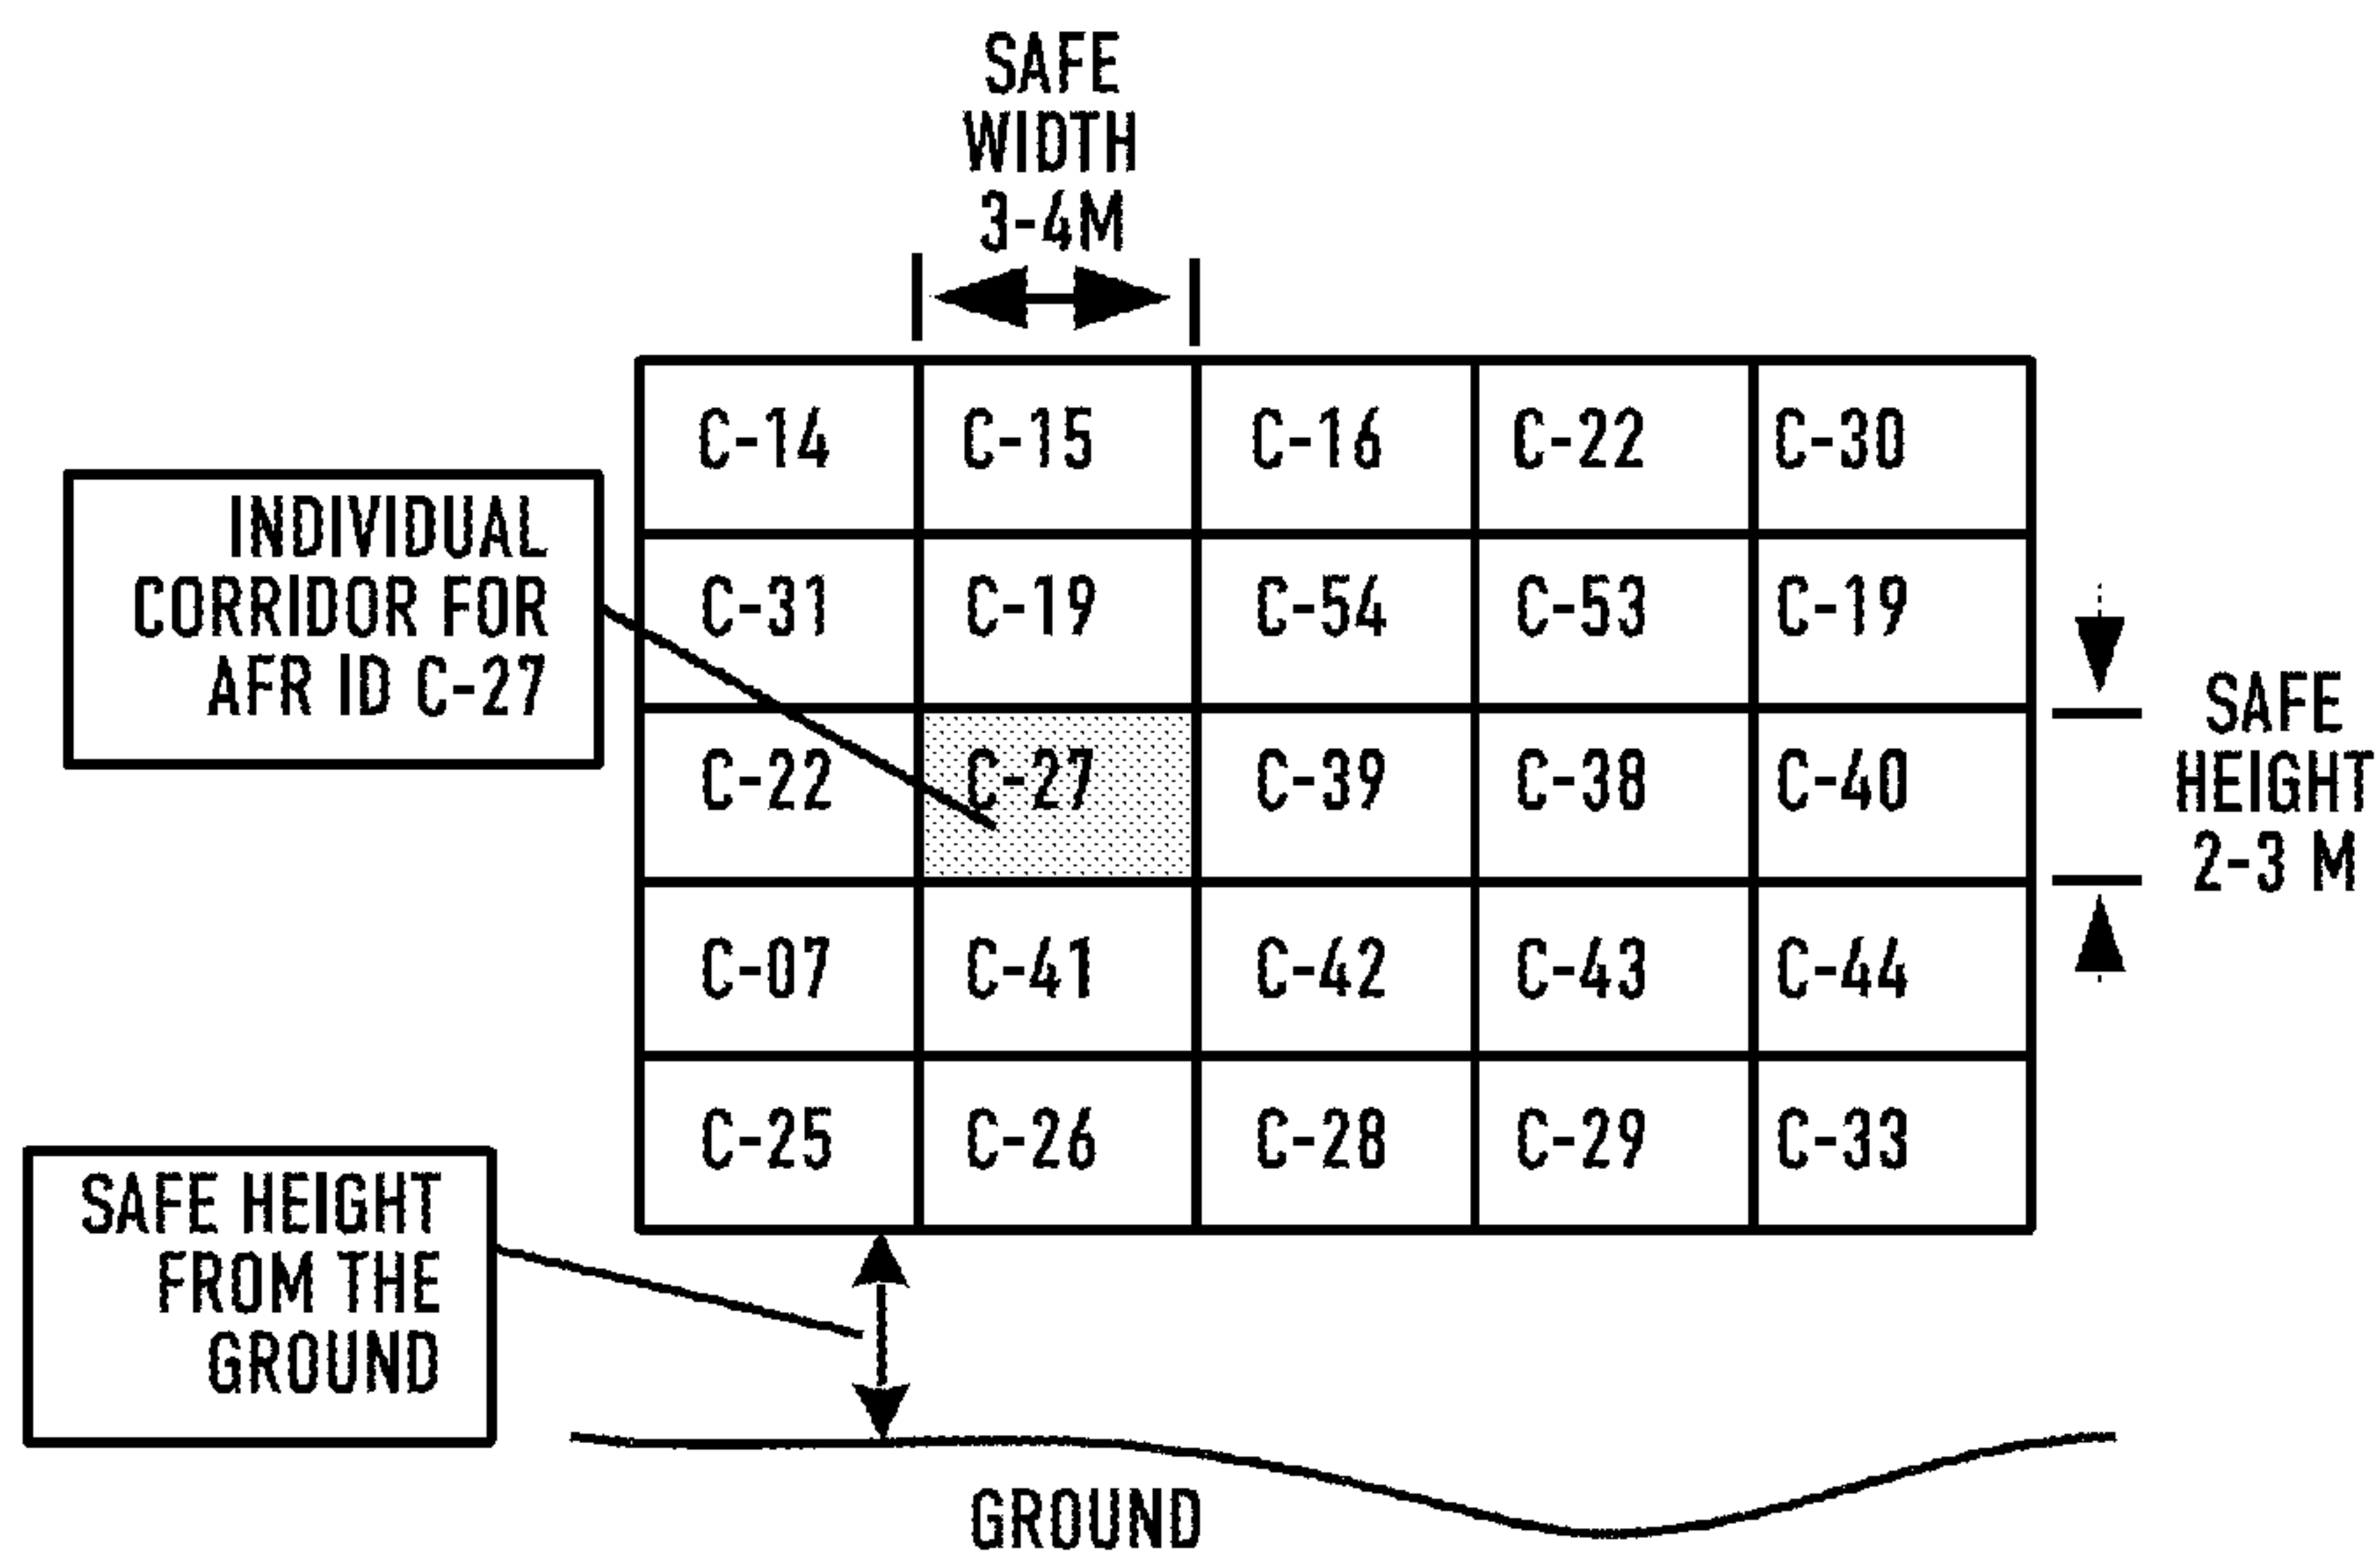 SAFE
WIDTH
3-4M
C-14 C-15 C-16 C-22 C-30
INDIVIDUAL
CORRIDOR FOR
AFR ID C-27
C-31 C-19 C-54 C-53 C-19
C-22 C-27 C-39 C-38 C-40
SAFE
HEIGHT
2-3 M
C-07 C-41 C-42 C-43 C-44
C-25 C-26 C-28 C-29 C-33
SAFE HEIGHT
FROM THE
GROUND
GROUND